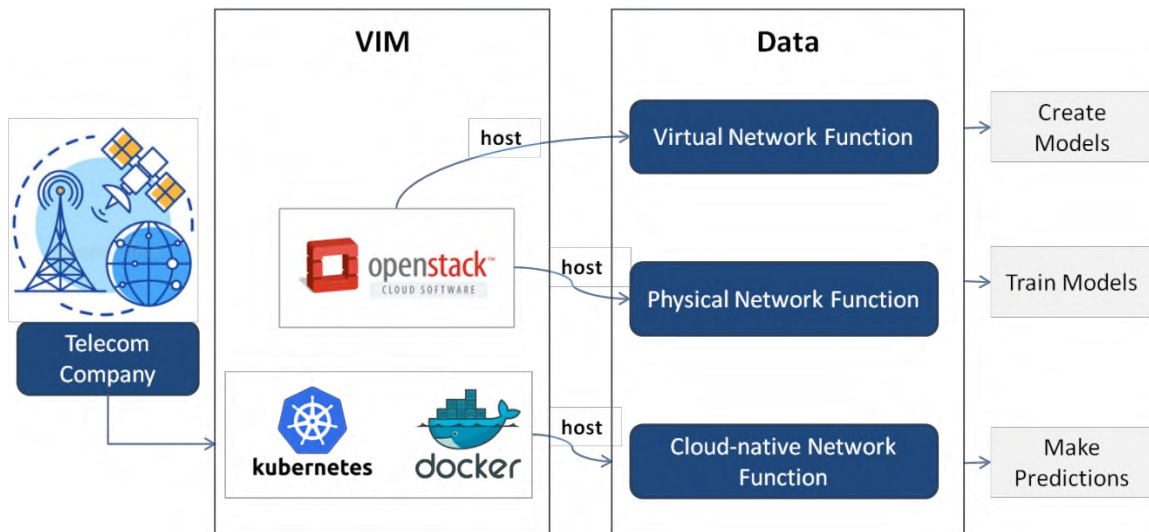 VIM
Data
host
Virtual Network Function
Create
Models
openstack™
CLOUD SOFTWARE
host
Physical Network Function
Train Models
Telecom
Company
kubernetes
docker
host
Cloud-native Network
Function
Make
Predictions